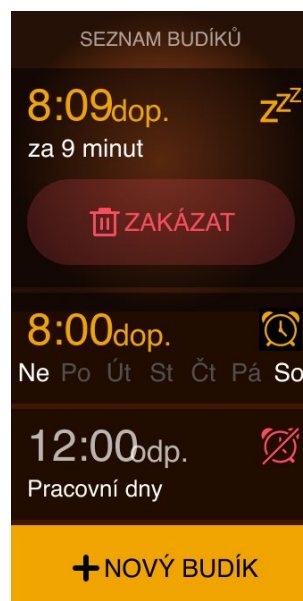 SEZNAM BUDÍKŮ
8:09dop.
zzz
za 9 minut
ZAKÁZAT
8:00dop.
Ne Po Út St Čt Pá So
12:00odp.
Pracovní dny
+NOVÝ BUDÍK